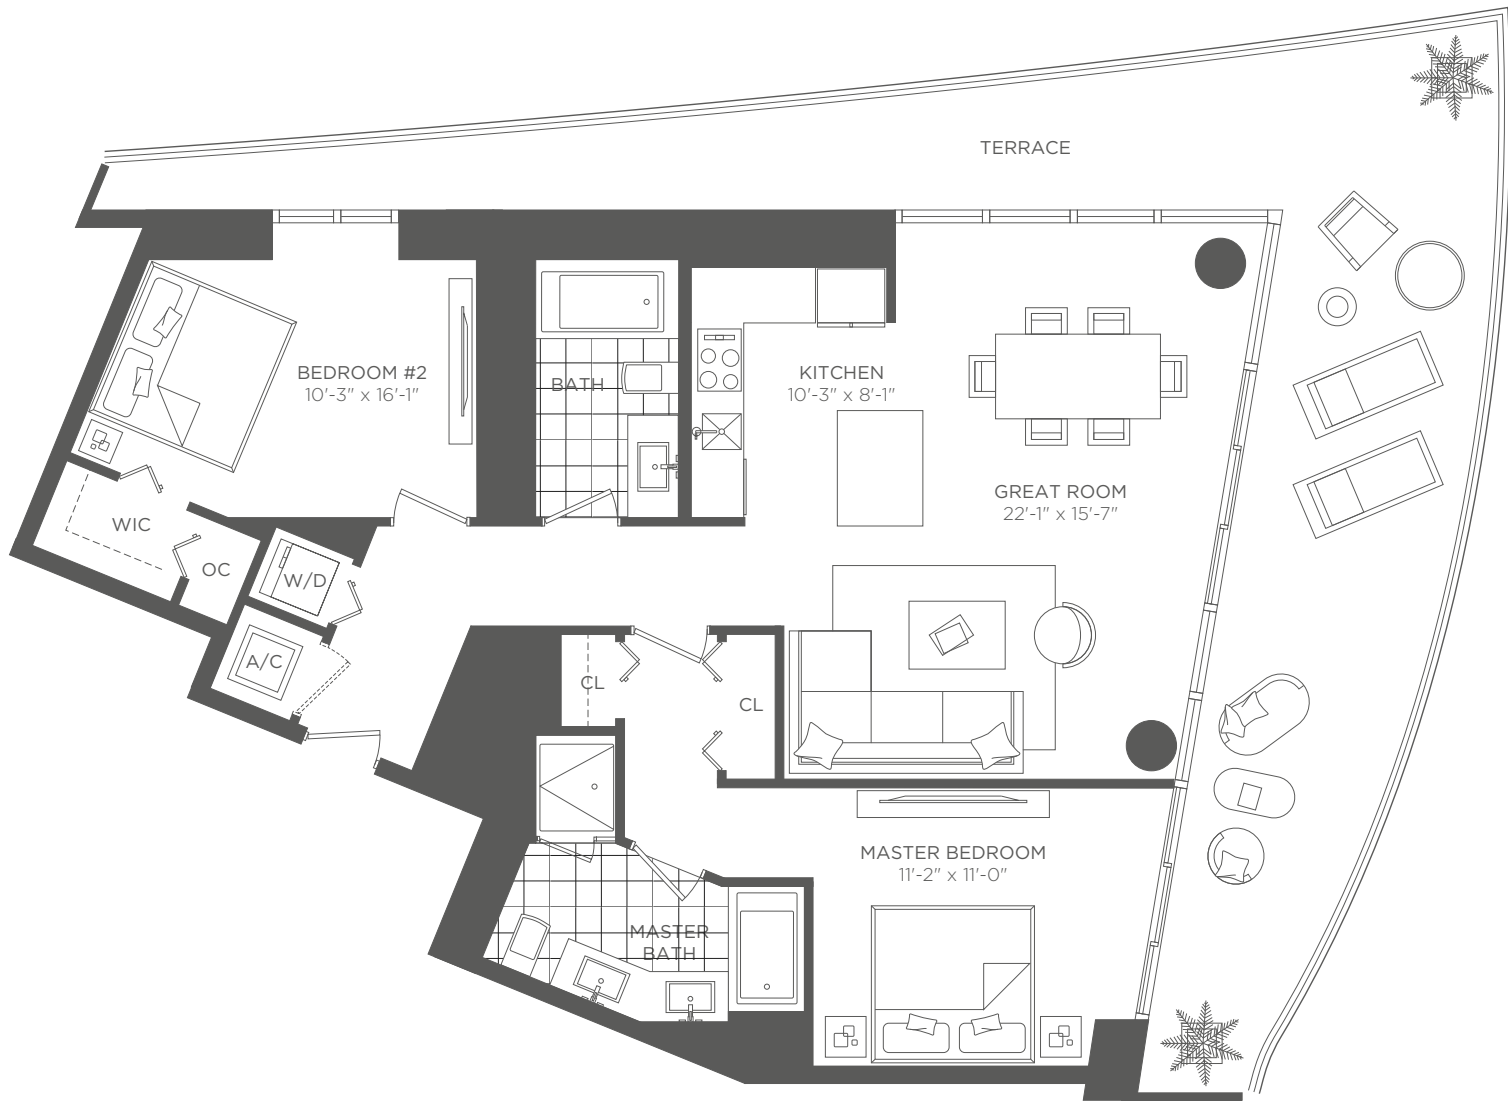 TERRACE
BEDROOM #2
10'-3" x 16'-1"
BATH
KITCHEN
10'-3" x 8'-1"
GREAT ROOM
22'-1" x 15'-7"
WIC
OC
W/D
A/C
CL
CL
MASTER BEDROOM
11'-2" x 11'-0"
MASTER
BATH